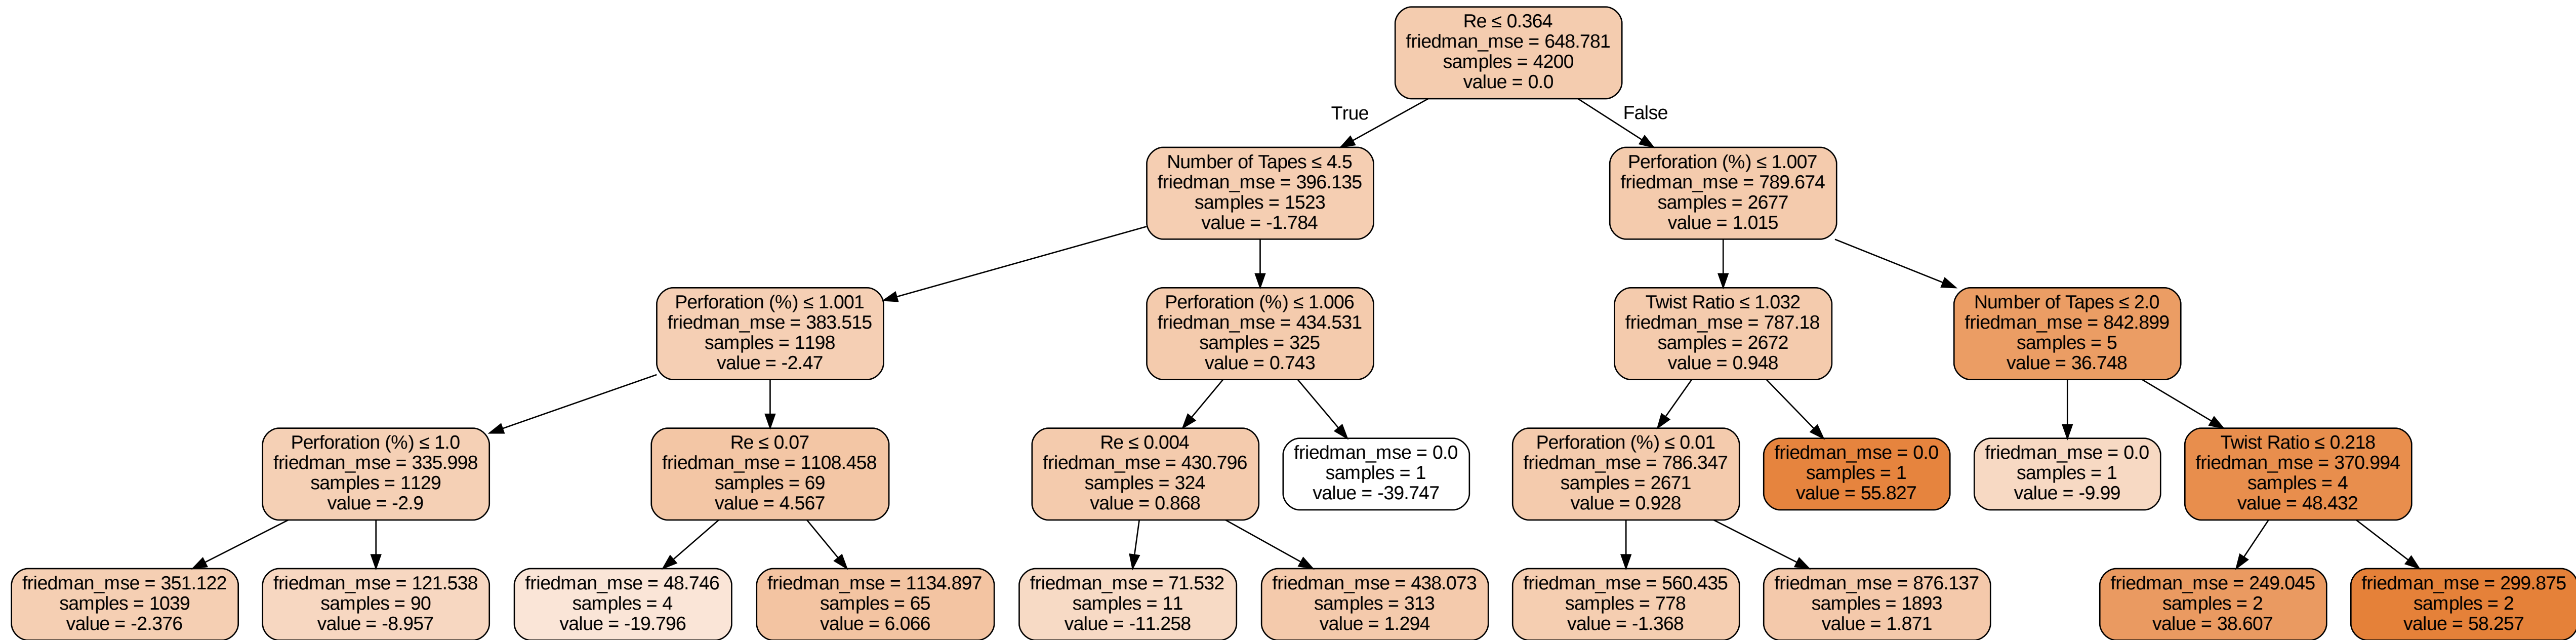 Re ≤ 0.364
friedman_mse = 648.781
samples = 4200
value = 0.0
True
False
Number of Tapes ≤ 4.5
friedman_mse = 396.135
samples = 1523
value = -1.784
Perforation (%) ≤ 1.007
friedman_mse = 789.674
samples = 2677
value = 1.015
Perforation (%) ≤ 1.001
friedman_mse = 383.515
samples = 1198
value = -2.47
Perforation (%) ≤ 1.006
friedman_mse = 434.531
samples = 325
value = 0.743
Twist Ratio ≤ 1.032
friedman_mse = 787.18
samples = 2672
value = 0.948
Number of Tapes ≤ 2.0
friedman_mse = 842.899
samples = 5
value = 36.748
Perforation (%) ≤ 1.0
friedman_mse = 335.998
samples = 1129
value = -2.9
Re ≤ 0.07
friedman_mse = 1108.458
samples = 69
value = 4.567
Re ≤ 0.004
friedman_mse = 430.796
samples = 324
value = 0.868
friedman_mse = 0.0
samples = 1
value = -39.747
Perforation (%) ≤ 0.01
friedman_mse = 786.347
samples = 2671
value = 0.928
friedman_mse = 0.0
samples = 1
value = 55.827
friedman_mse = 0.0
samples = 1
value = -9.99
Twist Ratio ≤ 0.218
friedman_mse = 370.994
samples = 4
value = 48.432
friedman_mse = 351.122
samples = 1039
value = -2.376
friedman_mse = 121.538
samples = 90
value = -8.957
friedman_mse = 48.746
samples = 4
value = -19.796
friedman_mse = 1134.897
samples = 65
value = 6.066
friedman_mse = 71.532
samples = 11
value = -11.258
friedman_mse = 438.073
samples = 313
value = 1.294
friedman_mse = 560.435
samples = 778
value = -1.368
friedman_mse = 876.137
samples = 1893
value = 1.871
friedman_mse = 249.045
samples = 2
value = 38.607
friedman_mse = 299.875
samples = 2
value = 58.257